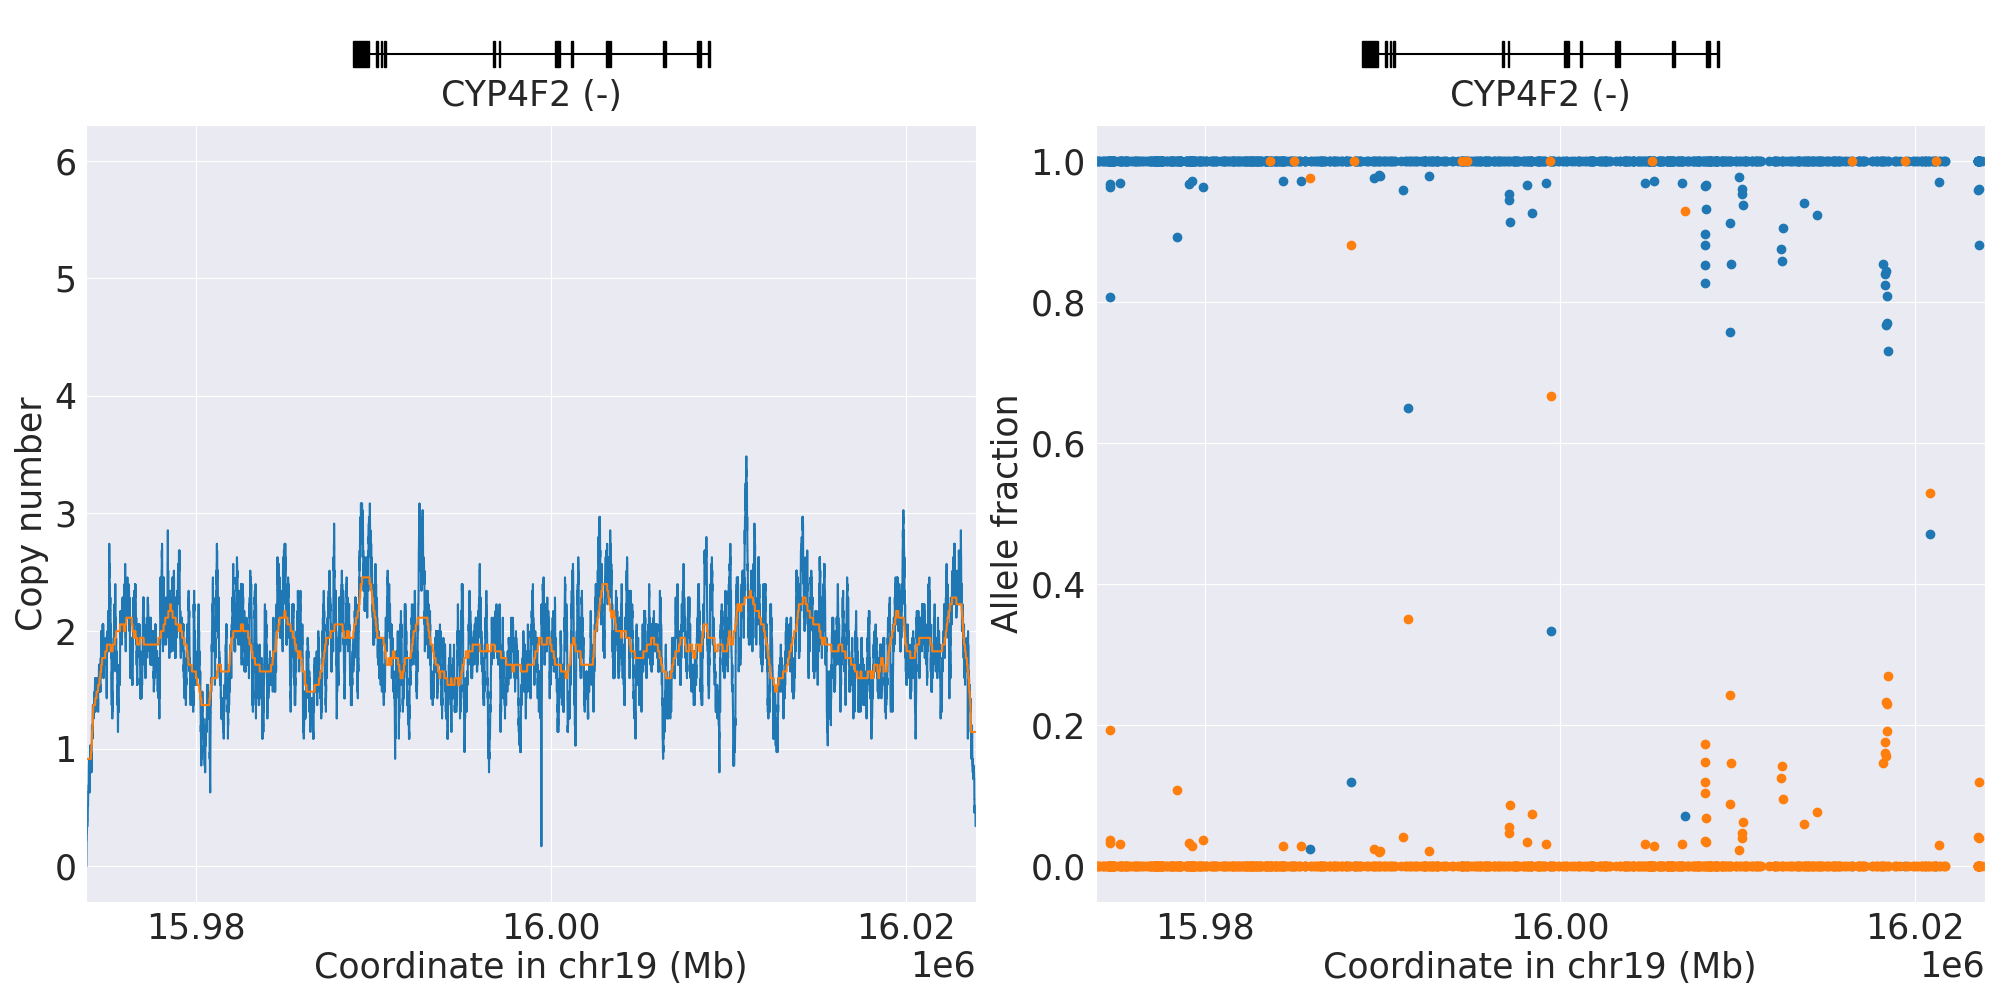 CYP4F2 (-)
6
5
4
3
2
1
0
Copy number
15.98
16.00
16.02
Coordinate in chr19 (Mb)
1e6
CYP4F2 (-)
1.0
0.8
0.6
0.4
0.2
0.0
Allele fraction
15.98
16.00
16.02
Coordinate in chr19 (Mb)
1e6